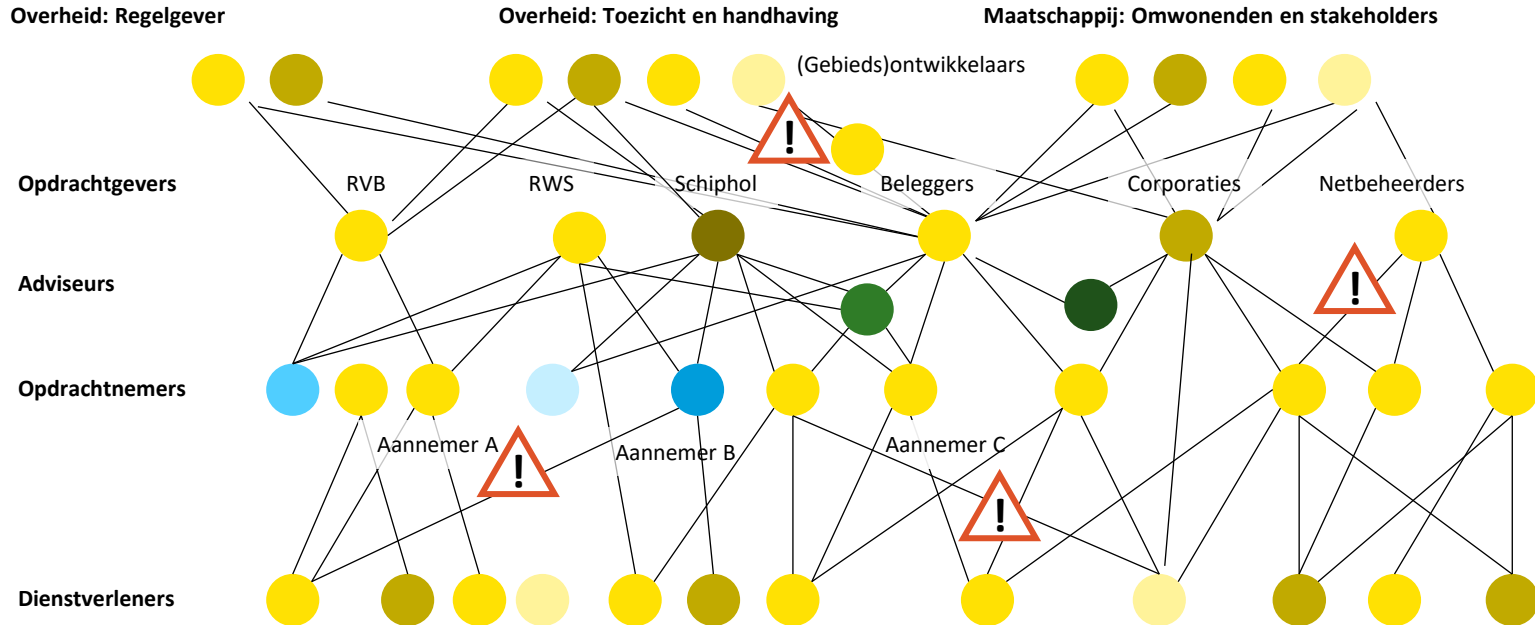 Overheid: Regelgever
Overheid: Toezicht en handhaving
Maatschappij: Omwonenden en stakeholders
(Gebieds)ontwikkelaars
!
Opdrachtgevers
RVB
RWS
Schiphol
Beleggers
Corporaties
Netbeheerders
Adviseurs
!
Opdrachtnemers
Aannemer A
Aannemer B
Aannemer C
!
!
Dienstverleners